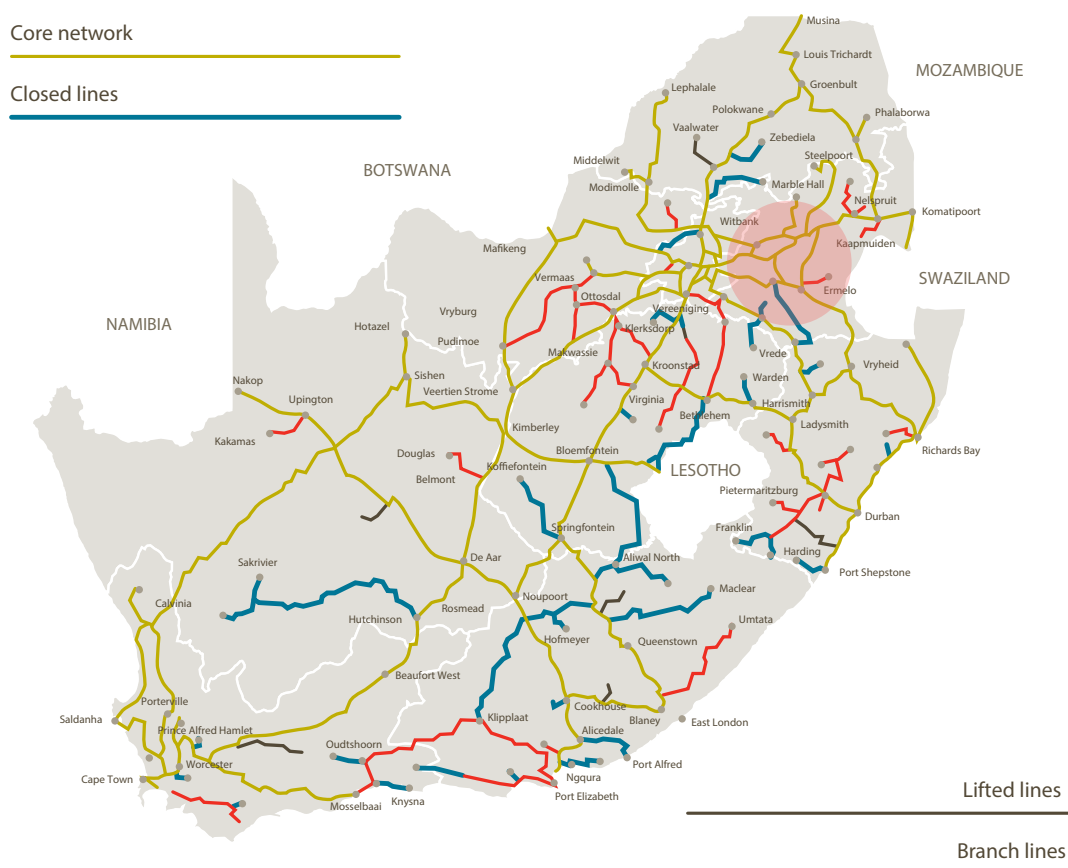 Core network
Closed lines
Musina
Louis Trichardt
MOZAMBIQUE
Groenbult
Lephalale
Polokwane
Phalaborwa
Vaalwater
Zebediela
Steelpoort
Middelwit
BOTSWANA
Modimolle
Marble Hall
Nelspruit
Komatipoort
Witbank
Kaapmuiden
Mafikeng
SWAZILAND
Vermaas
Ermelo
Ottosdal
Vereeniging
Vryburg
NAMIBIA
Hotazel
Klerksdorp
Pudimoe
Makwassie
Vrede
Kroonstad
Vryheid
Sishen
Warden
Nakop
Veertien Strome
Upington
Virginia
Harrismith
Bethlehem
Ladysmith
Kimberley
Kakamas
Douglas
Bloemfontein
Richards Bay
Koffiefontein
LESOTHO
Belmont
Pietermaritzburg
Durban
Springfontein
Franklin
Harding
De Aar
Aliwal North
Sakrivier
Port Shepstone
Maclear
Calvinia
Noupoort
Rosmead
Hutchinson
Umtata
Hofmeyer
Queenstown
Beaufort West
Porterville
Cookhouse
Saldanha
Klipplaat
Blaney
East London
Prince Alfred Hamlet
Alicedale
Oudtshoorn
Worcester
Port Alfred
Cape Town
Ngqura
Lifted lines
Knysna
Port Elizabeth
Mosselbaai
Branch lines